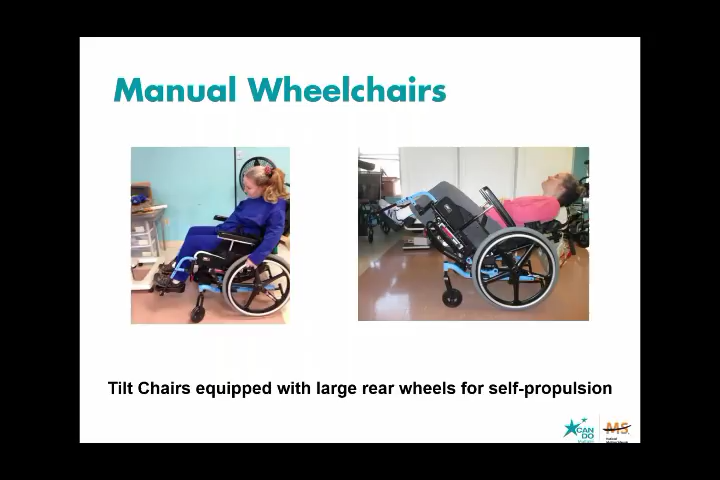 Manual Wheelchairs
Tilt Chairs equipped with large rear wheels for self-propulsion
CAN
DO
MS